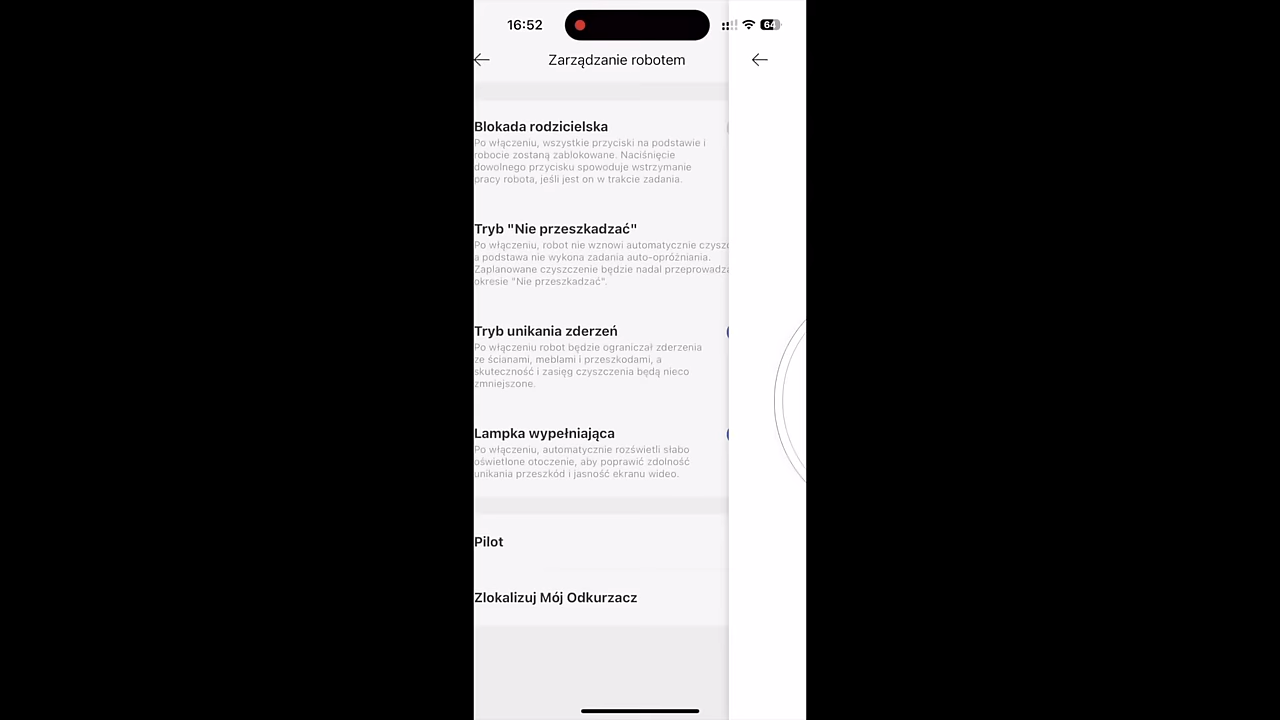 16:52
64
Zarządzanie robotem
Blokada rodzicielska
Po włączeniu, wszystkie przyciski na podstawie i
robocie zostaną zablokowane. Naciśnięcie
dowolnego przycisku spowoduje wstrzymanie
pracy robota, jeśli jest on w trakcie zadania.
Tryb "Nie przeszkadzać"
Po włączeniu, robot nie wznowi automatycznie
a podstawa nie wykona zadania auto-opróżniania.
Zaplanowane czyszczenie będzie nadal
okresie "Nie przeszkadzać".
Tryb unikania zderzeń
Po włączeniu robot będzie ograniczał zderzenia
ze ścianami, meblami i przeszkodami, a
skuteczność i zasięg czyszczenia będą nieco
zmniejszone.
Lampka wypełniająca
Po włączeniu, automatycznie rozświetli słabo
oświetlone otoczenie, aby poprawić zdolność
unikania przeszkód i jasność ekranu wideo.
Pilot
Zlokalizuj Mój Odkurzacz